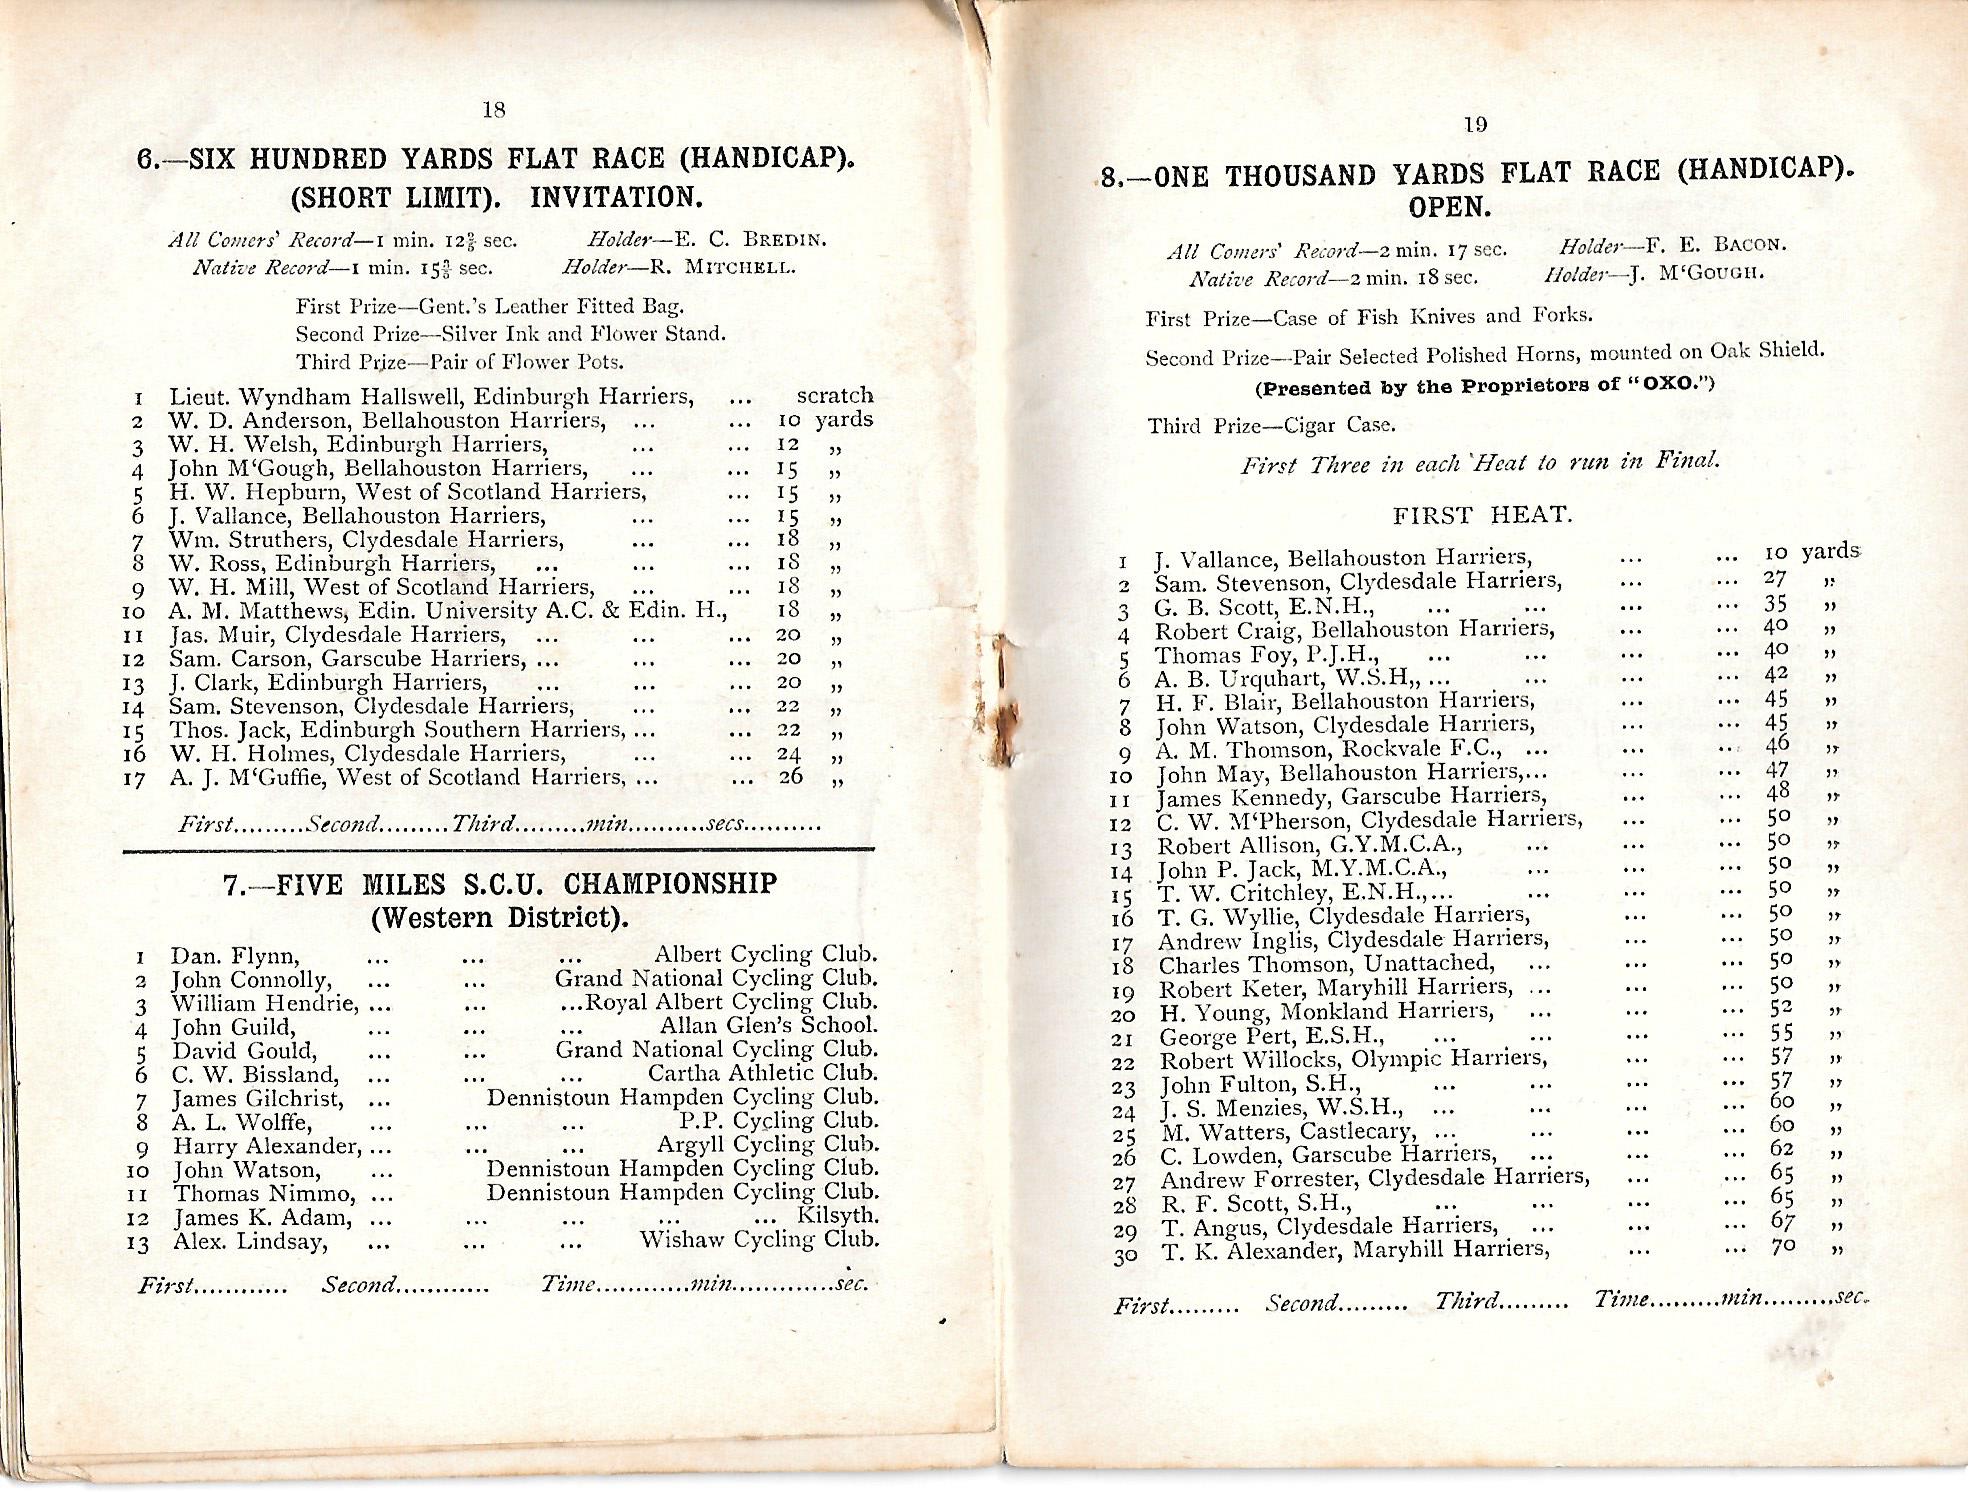 18
6.—SIX HUNDRED YARDS FLAT RACE (HANDICAP).
(SHORT LIMIT). INVITATION.
All Comers' Record—1 min. 12⅖ sec. Holder—E. C. BREDIN.
Native Record—1 min. 15⅗ sec. Holder—R. MITCHELL.
First Prize—Gent.'s Leather Fitted Bag.
Second Prize—Silver Ink and Flower Stand.
Third Prize—Pair of Flower Pots.
1 Lieut. Wyndham Hallswell, Edinburgh Harriers, ... scratch
2 W. D. Anderson, Bellahouston Harriers, ... ... 10 yards
3 W. H. Welsh, Edinburgh Harriers, ... ... 12 „
4 John M‘Gough, Bellahouston Harriers, ... ... 15 „
5 H. W. Hepburn, West of Scotland Harriers, ... 15 „
6 J. Vallance, Bellahouston Harriers, ... ... 15 „
7 Wm. Struthers, Clydesdale Harriers, ... ... 18 „
8 W. Ross, Edinburgh Harriers, ... ... ... 18 „
9 W. H. Mill, West of Scotland Harriers, ... ... 18 „
10 A. M. Matthews, Edin. University A.C. & Edin. H., 18 „
11 Jas. Muir, Clydesdale Harriers, ... ... ... 20 „
12 Sam. Carson, Garscube Harriers, ... ... ... 20 „
13 J. Clark, Edinburgh Harriers, ... ... ... 20 „
14 Sam. Stevenson, Clydesdale Harriers, ... ... 22 „
15 Thos. Jack, Edinburgh Southern Harriers, ... ... 22 „
16 W. H. Holmes, Clydesdale Harriers, ... ... 24 „
17 A. J. M‘Guffie, West of Scotland Harriers, ... ... 26 „
First.........Second.........Third.........min..........secs..........
7.—FIVE MILES S.C.U. CHAMPIONSHIP
(Western District).
1 Dan. Flynn, ... ... ... Albert Cycling Club.
2 John Connolly, ... ... Grand National Cycling Club.
3 William Hendrie, ... ... ...Royal Albert Cycling Club.
4 John Guild, ... ... ... Allan Glen's School.
5 David Gould, ... ... Grand National Cycling Club.
6 C. W. Bissland, ... ... ... Cartha Athletic Club.
7 James Gilchrist, ... Dennistoun Hampden Cycling Club.
8 A. L. Wolffe, ... ... ... P.P. Cycling Club.
9 Harry Alexander, ... ... ... Argyll Cycling Club.
10 John Watson, ... Dennistoun Hampden Cycling Club.
11 Thomas Nimmo, ... Dennistoun Hampden Cycling Club.
12 James K. Adam, ... ... ... ... ... Kilsyth.
13 Alex. Lindsay, ... ... ... Wishaw Cycling Club.
First............ Second............ Time............min.............sec.
19
8.—ONE THOUSAND YARDS FLAT RACE (HANDICAP).
OPEN.
All Comers' Record—2 min. 17 sec. Holder—F. E. BACON.
Native Record—2 min. 18 sec. Holder—J. M‘GOUGH.
First Prize—Case of Fish Knives and Forks.
Second Prize—Pair Selected Polished Horns, mounted on Oak Shield.
(Presented by the Proprietors of "OXO.")
Third Prize—Cigar Case.
First Three in each Heat to run in Final.
FIRST HEAT.
1 J. Vallance, Bellahouston Harriers, ... ... 10 yards
2 Sam. Stevenson, Clydesdale Harriers, ... ... 27 „
3 G. B. Scott, E.N.H., ... ... ... ... 35 „
4 Robert Craig, Bellahouston Harriers, ... ... 40 „
5 Thomas Foy, P.J.H., ... ... ... ... 40 „
6 A. B. Urquhart, W.S.H,, ... ... ... ... 42 „
7 H. F. Blair, Bellahouston Harriers, ... ... 45 „
8 John Watson, Clydesdale Harriers, ... ... 45 „
9 A. M. Thomson, Rockvale F.C., ... ... ... 46 „
10 John May, Bellahouston Harriers,... ... ... 47 „
11 James Kennedy, Garscube Harriers, ... ... 48 „
12 C. W. M‘Pherson, Clydesdale Harriers, ... ... 50 „
13 Robert Allison, G.Y.M.C.A., ... ... ... 50 „
14 John P. Jack, M.Y.M.C.A., ... ... ... 50 „
15 T. W. Critchley, E.N.H.,... ... ... ... 50 „
16 T. G. Wyllie, Clydesdale Harriers, ... ... 50 „
17 Andrew Inglis, Clydesdale Harriers, ... ... 50 „
18 Charles Thomson, Unattached, ... ... ... 50 „
19 Robert Keter, Maryhill Harriers, ... ... ... 50 „
20 H. Young, Monkland Harriers, ... ... ... 52 „
21 George Pert, E.S.H., ... ... ... ... 55 „
22 Robert Willocks, Olympic Harriers, ... ... 57 „
23 John Fulton, S.H., ... ... ... ... 57 „
24 J. S. Menzies, W.S.H., ... ... ... ... 60 „
25 M. Watters, Castlecary, ... ... ... ... 60 „
26 C. Lowden, Garscube Harriers, ... ... ... 62 „
27 Andrew Forrester, Clydesdale Harriers, ... ... 65 „
28 R. F. Scott, S.H., ... ... ... ... 65 „
29 T. Angus, Clydesdale Harriers, ... ... ... 67 „
30 T. K. Alexander, Maryhill Harriers, ... ... 70 „
First......... Second......... Third......... Time.........min.........sec.